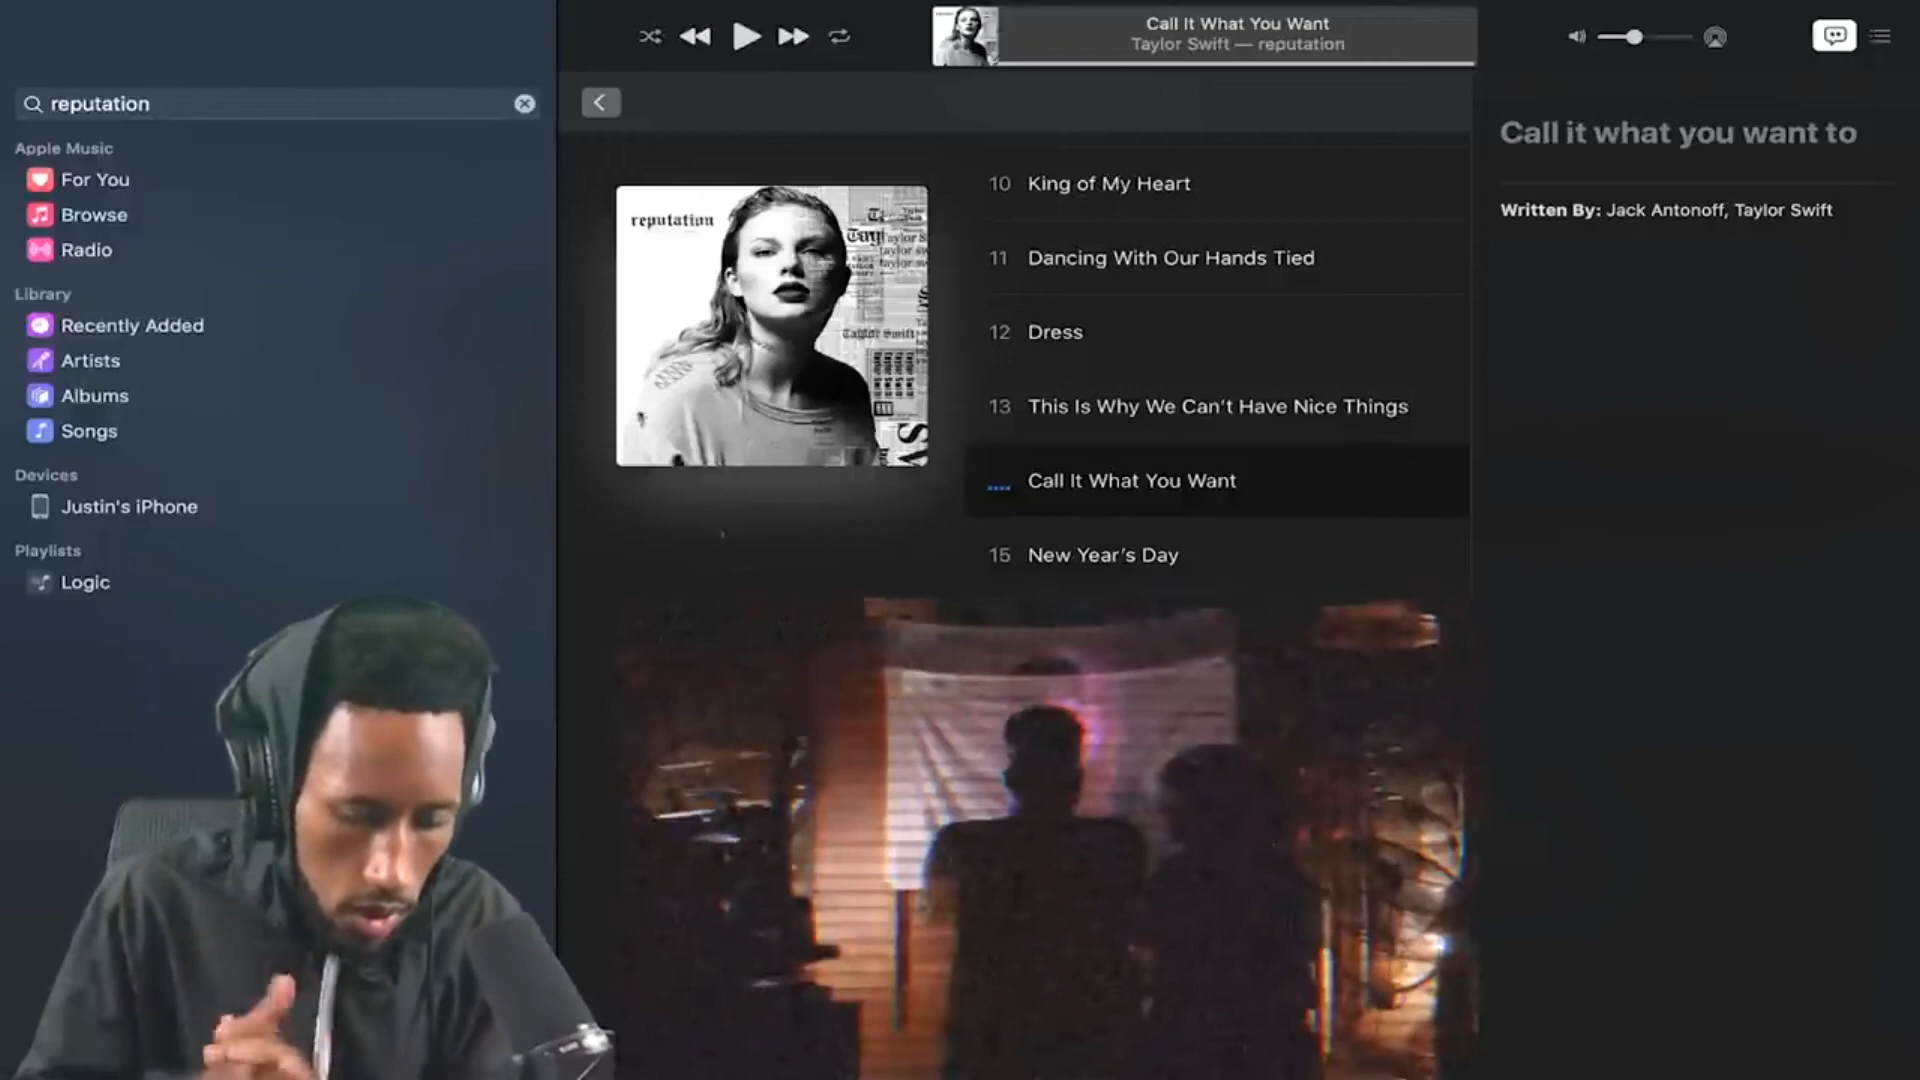 Call It What You Want
Taylor Swift — reputation
reputation
Apple Music
For You
Browse
Radio
Library
Recently Added
Artists
Albums
Songs
Devices
Justin's iPhone
Playlists
Logic
reputation
Taylor Swift
10 King of My Heart
11 Dancing With Our Hands Tied
12 Dress
13 This Is Why We Can't Have Nice Things
Call It What You Want
15 New Year's Day
Call it what you want to
Written By: Jack Antonoff, Taylor Swift